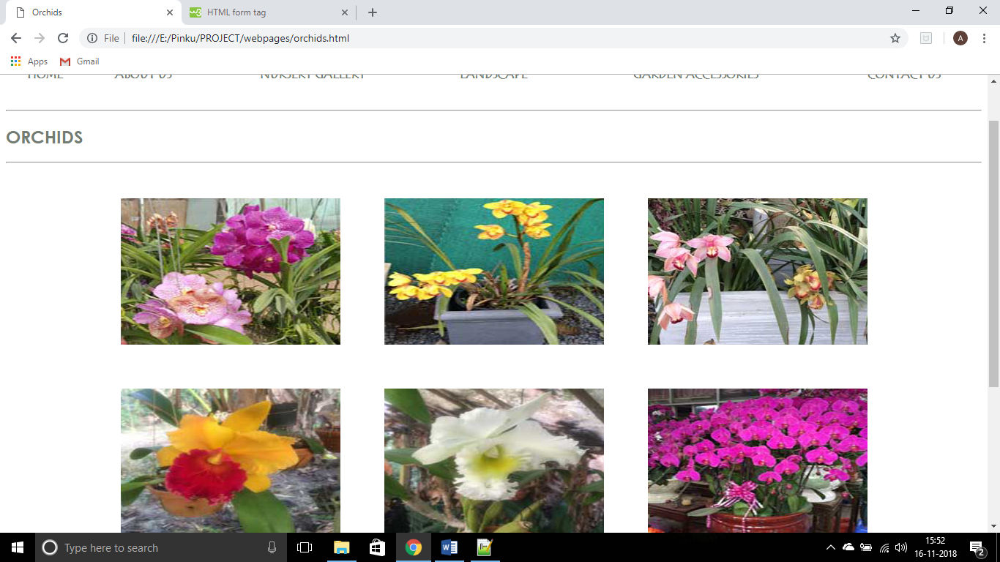 Orchids
HTML form tag
File file:///E:/Pinku/PROJECT/webpages/orchids.html
A
Apps Gmail
HOME ABOUT US NURSERY GALLERY LANDSCAPE GARDEN ACCESSORIES CONTACT US
ORCHIDS
Type here to search
15:52
16-11-2018
2